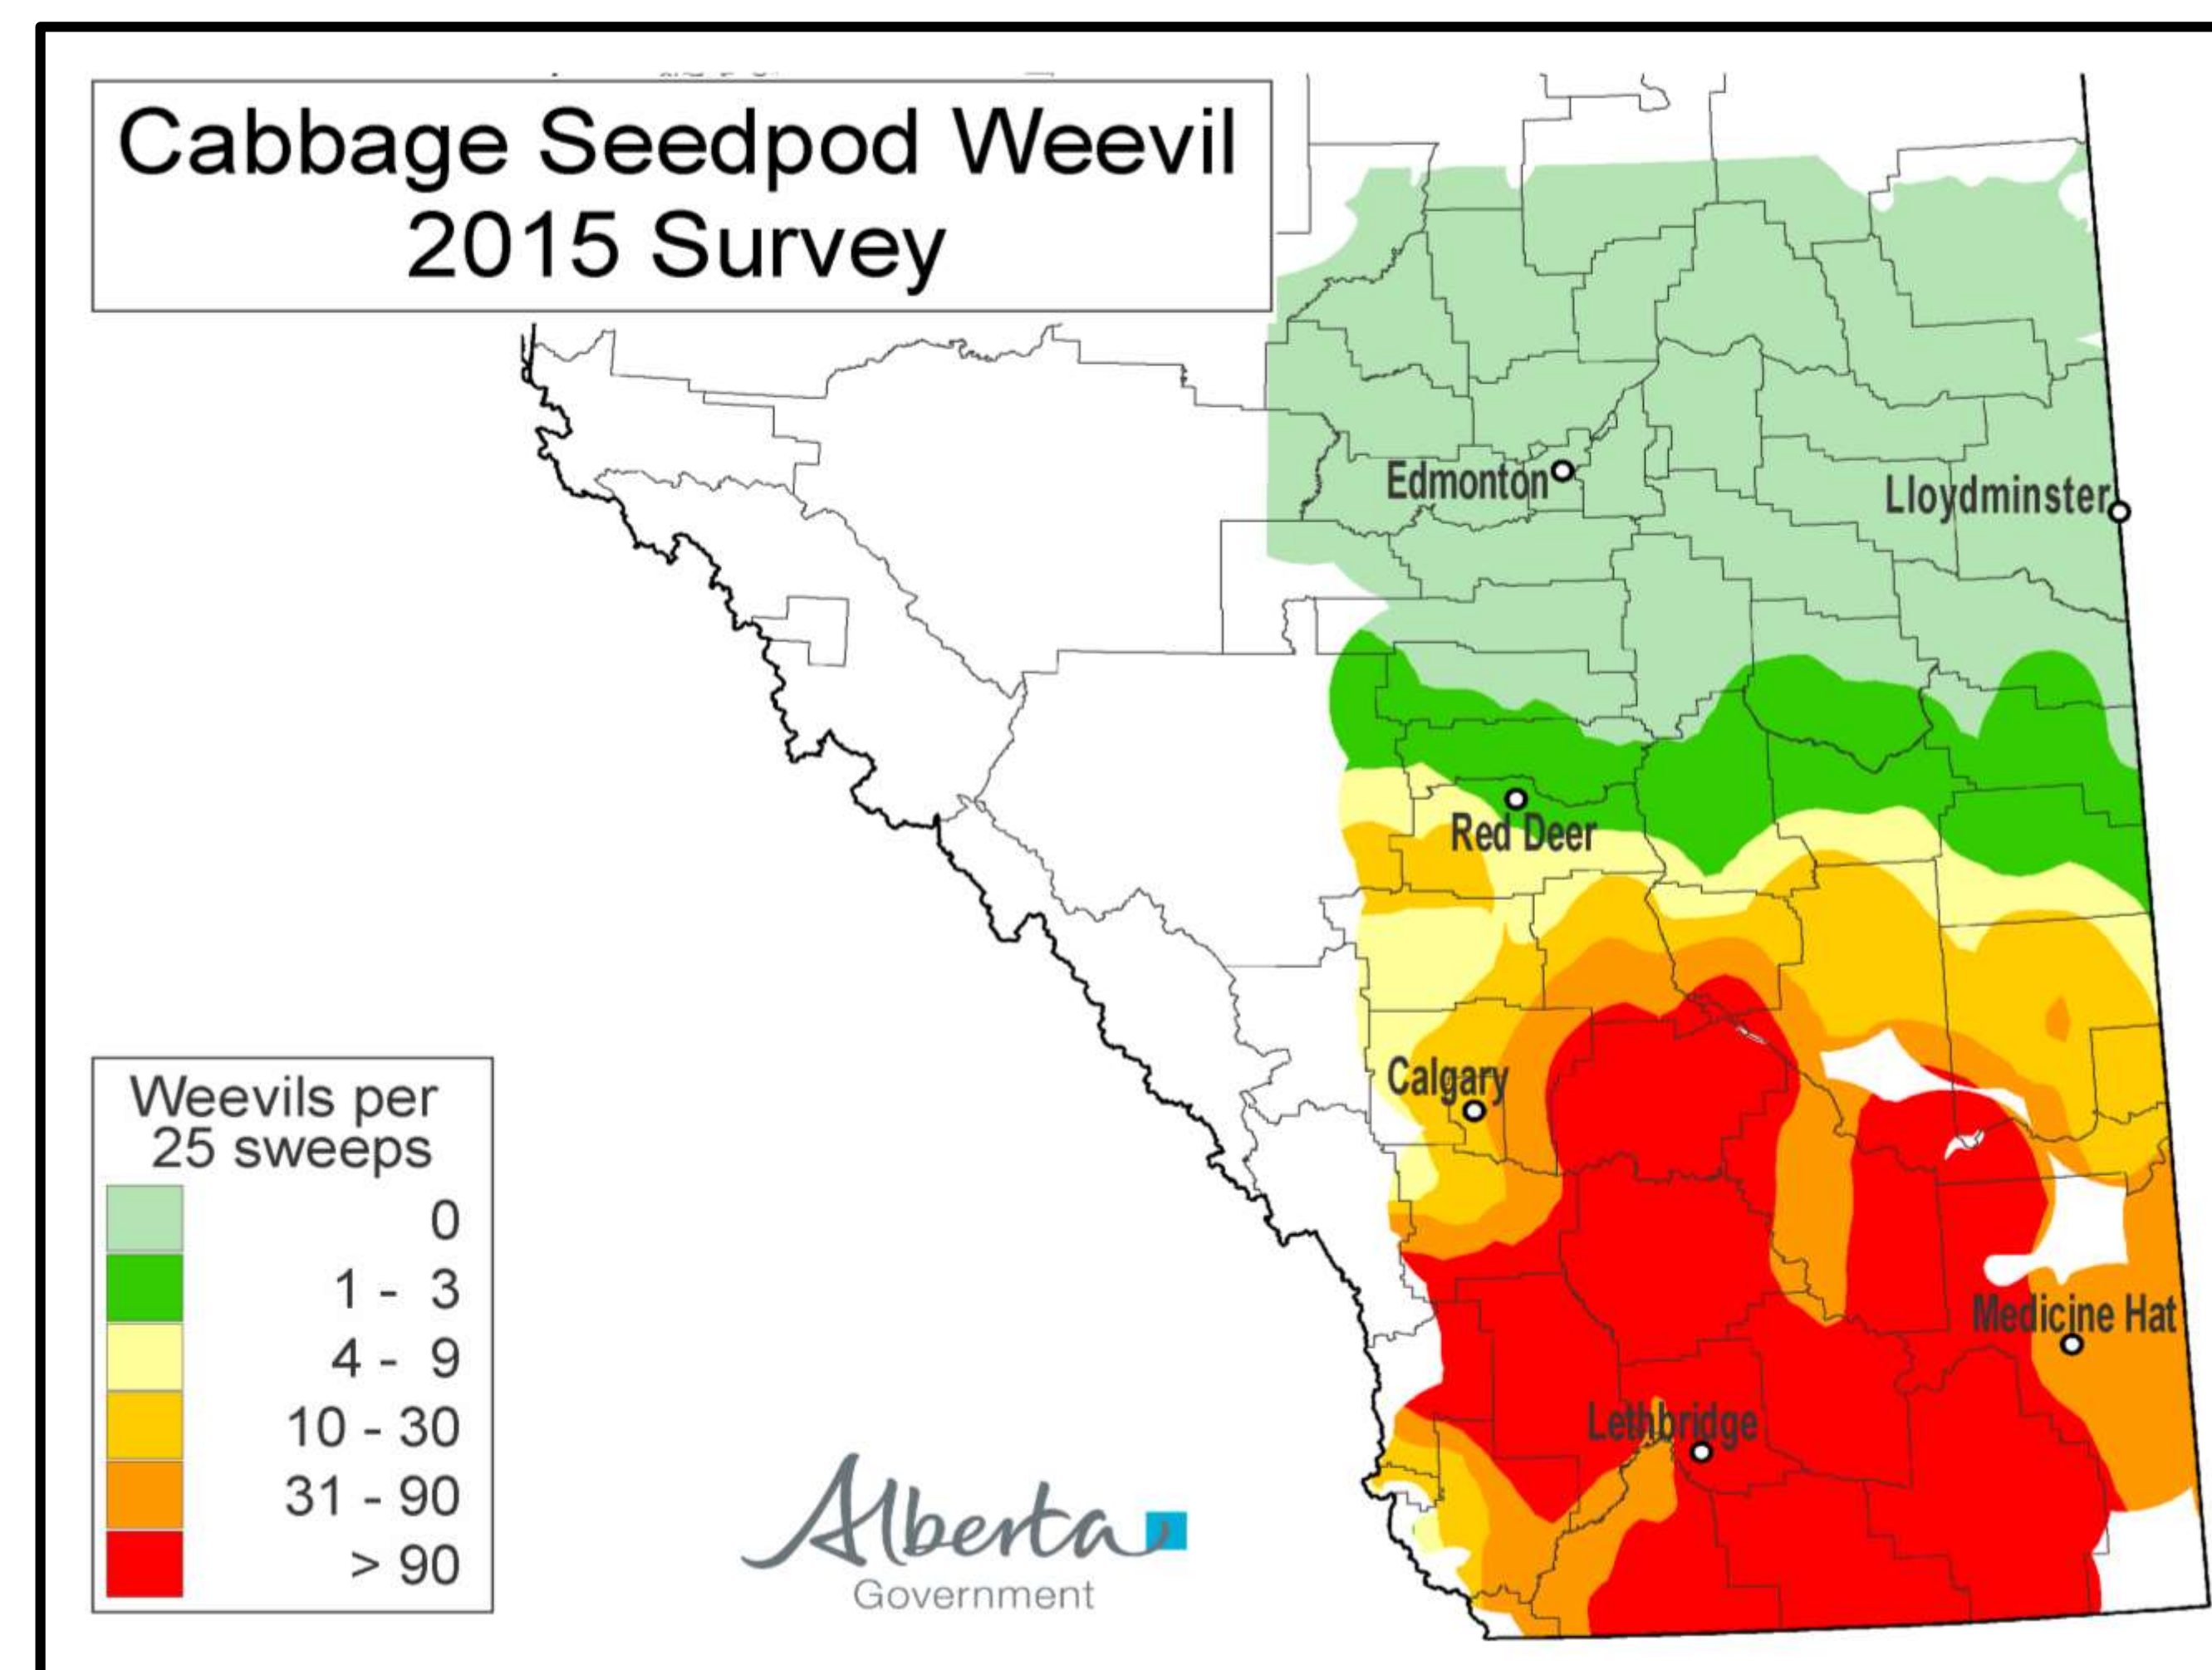 Cabbage Seedpod Weevil
2015 Survey
Edmonton
Lloydminster
Red Deer
Calgary
Medicine Hat
Lethbridge
Weevils per
25 sweeps
0
1 - 3
4 - 9
10 - 30
31 - 90
> 90
Alberta
Government